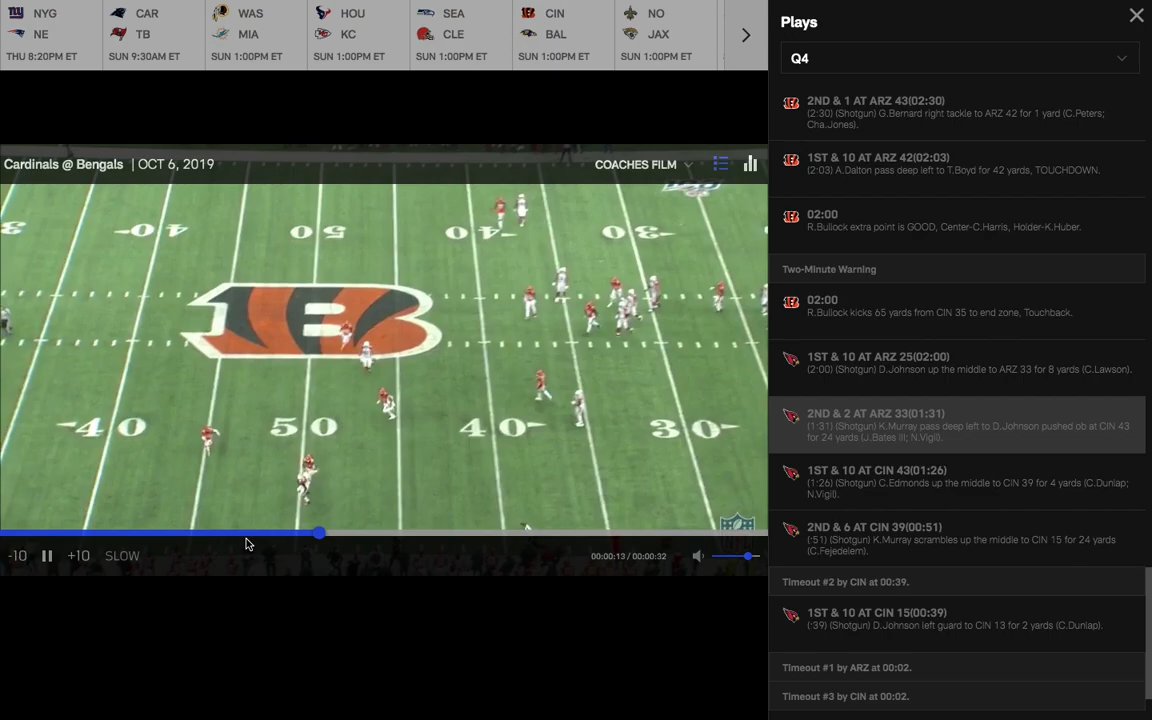 NYG
NE
THU 8:20PM ET
CAR
TB
SUN 9:30AM ET
WAS
MIA
SUN 1:00PM ET
HOU
KC
SUN 1:00PM ET
SEA
CLE
SUN 1:00PM ET
CIN
BAL
SUN 1:00PM ET
NO
JAX
SUN 1:00PM ET
Cardinals @ Bengals | OCT 6, 2019
COACHES FILM
B
3
-40
50
40-
30-
-40
50
40-
30-
NFL
-10
+10
SLOW
00:00:13 / 00:00:32
Plays
Q4
2ND & 1 AT ARZ 43(02:30)
(2:30) (Shotgun) G.Bernard right tackle to ARZ 42 for 1 yard (C.Peters;
Cha.Jones).
1ST & 10 AT ARZ 42(02:03)
(2:03) A.Dalton pass deep left to T.Boyd for 42 yards, TOUCHDOWN.
02:00
R.Bullock extra point is GOOD, Center-C.Harris, Holder-K.Huber.
Two-Minute Warning
02:00
R.Bullock kicks 65 yards from CIN 35 to end zone, Touchback.
1ST & 10 AT ARZ 25(02:00)
(2:00) (Shotgun) D.Johnson up the middle to ARZ 33 for 8 yards (C.Lawson).
2ND & 2 AT ARZ 33(01:31)
(1:31) (Shotgun) K.Murray pass deep left to D.Johnson pushed ob at CIN 43
for 24 yards (J.Bates III; N.Vigil).
1ST & 10 AT CIN 43(01:26)
(1:26) (Shotgun) C.Edmonds up the middle to CIN 39 for 4 yards (C.Dunlap;
N.Vigil).
2ND & 6 AT CIN 39(00:51)
(:51) (Shotgun) K.Murray scrambles up the middle to CIN 15 for 24 yards
(C.Fejedelem).
Timeout #2 by CIN at 00:39.
1ST & 10 AT CIN 15(00:39)
(:39) (Shotgun) D.Johnson left guard to CIN 13 for 2 yards (C.Dunlap).
Timeout #1 by ARZ at 00:02.
Timeout #3 by CIN at 00:02.